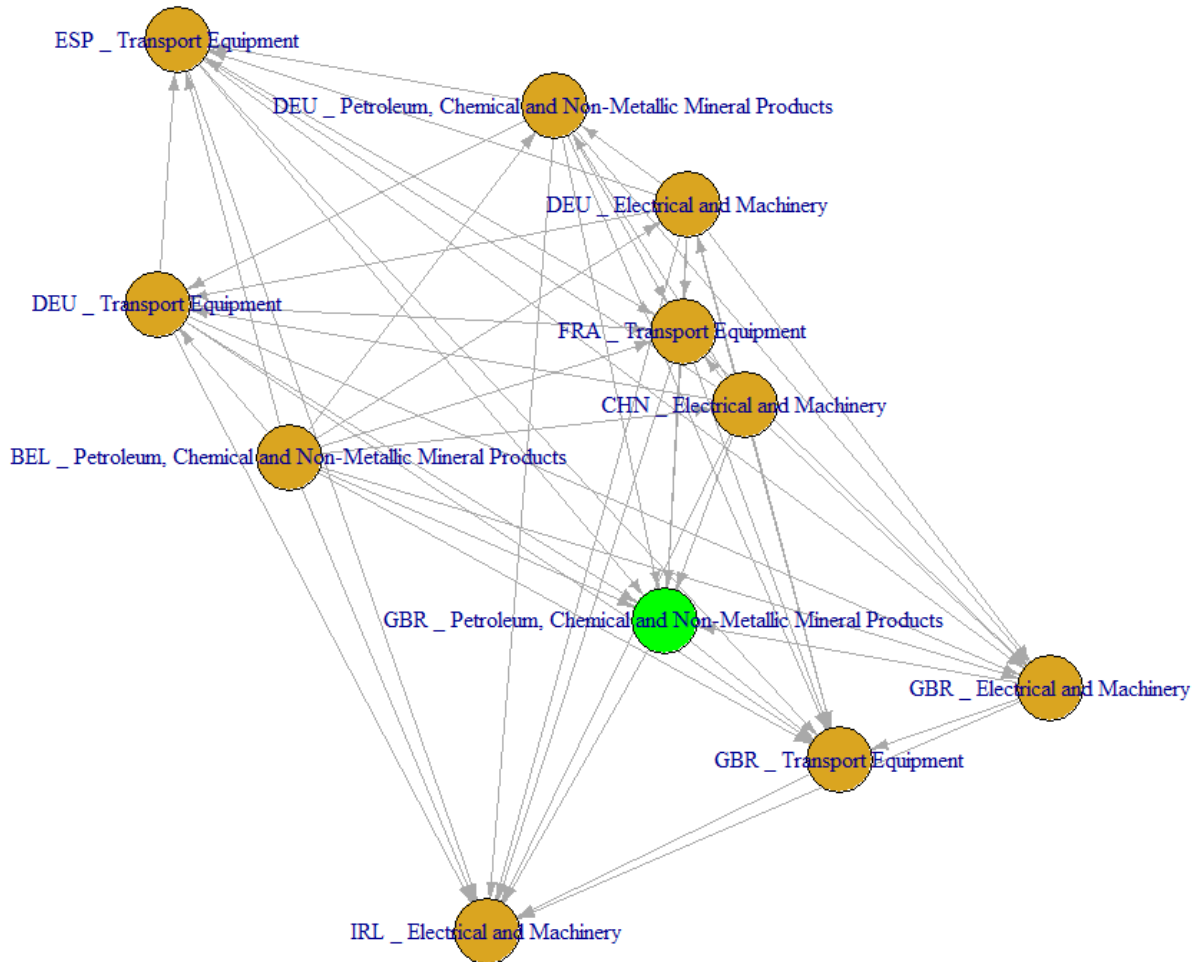 ESP _ Transport Equipment
DEU _ Petroleum, Chemical and Non-Metallic Mineral Products
DEU _ Electrical and Machinery
DEU _ Transport Equipment
FRA _ Transport Equipment
CHN _ Electrical and Machinery
BEL _ Petroleum, Chemical and Non-Metallic Mineral Products
GBR _ Petroleum, Chemical and Non-Metallic Mineral Products
GBR _ Electrical and Machinery
GBR _ Transport Equipment
IRL _ Electrical and Machinery